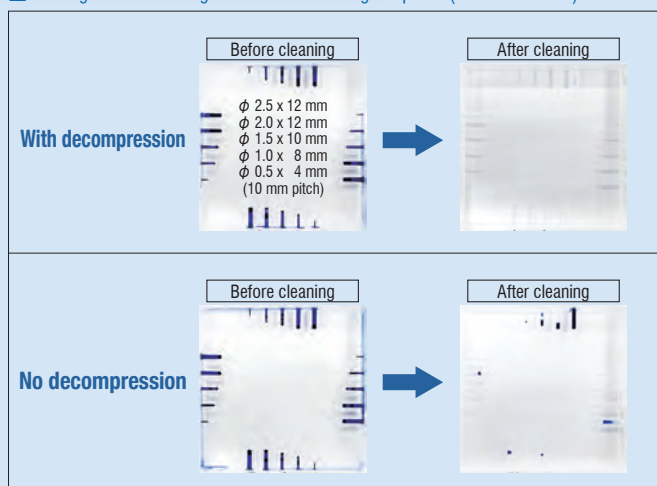 Before cleaning
After cleaning
With decompression
φ 2.5 x 12 mm
φ 2.0 x 12 mm
φ 1.5 x 10 mm
φ 1.0 x 8 mm
φ 0.5 x 4 mm
(10 mm pitch)
Before cleaning
After cleaning
No decompression